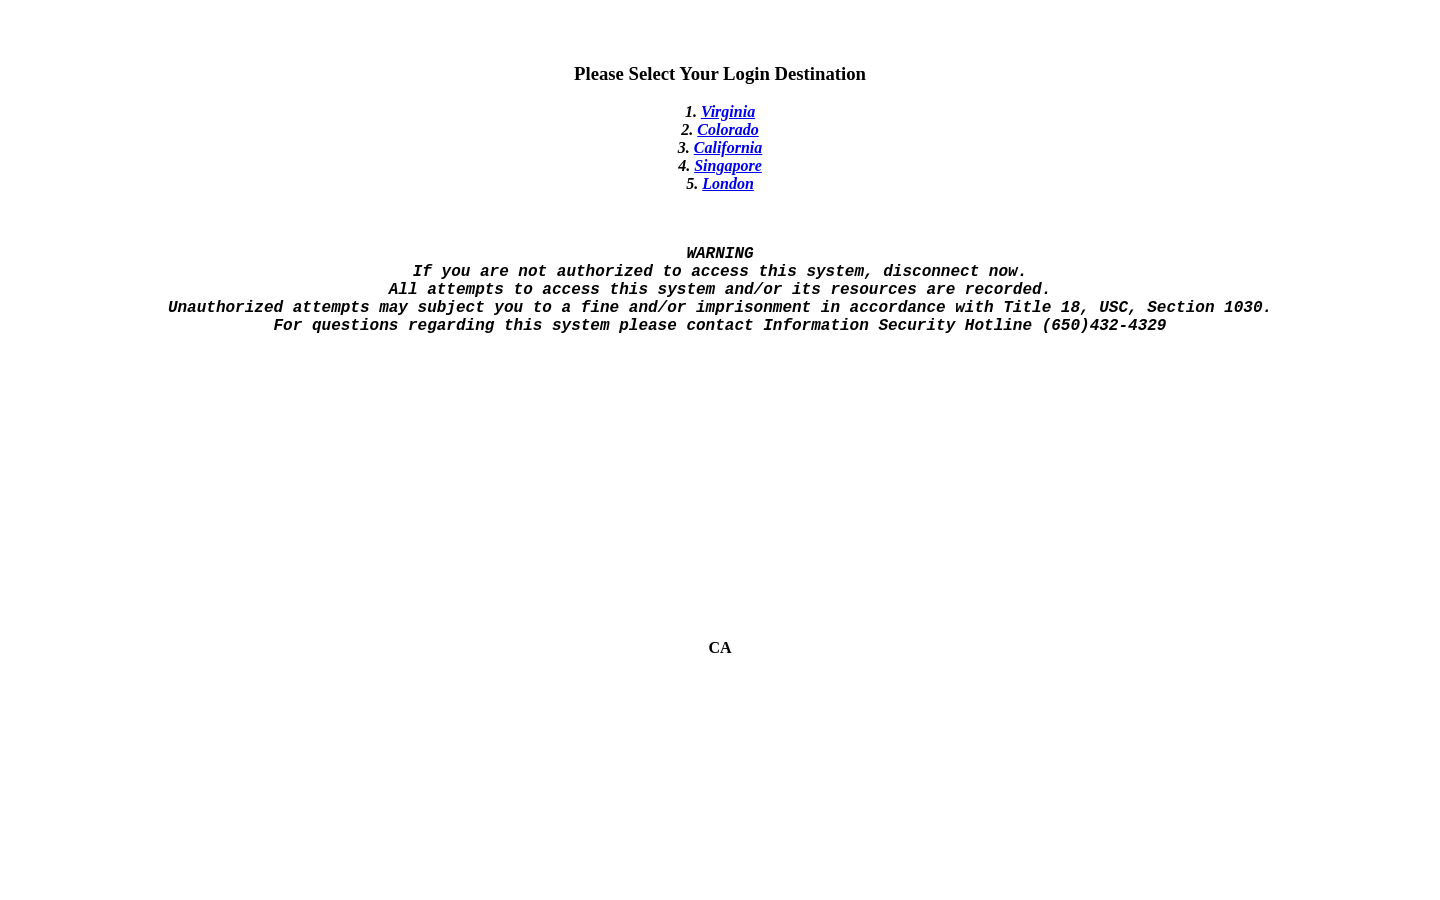 Please Select Your Login Destination
1. Virginia
2. Colorado
3. California
4. Singapore
5. London
WARNING
If you are not authorized to access this system, disconnect now.
All attempts to access this system and/or its resources are recorded.
Unauthorized attempts may subject you to a fine and/or imprisonment in accordance with Title 18, USC, Section 1030.
For questions regarding this system please contact Information Security Hotline (650)432-4329
CA